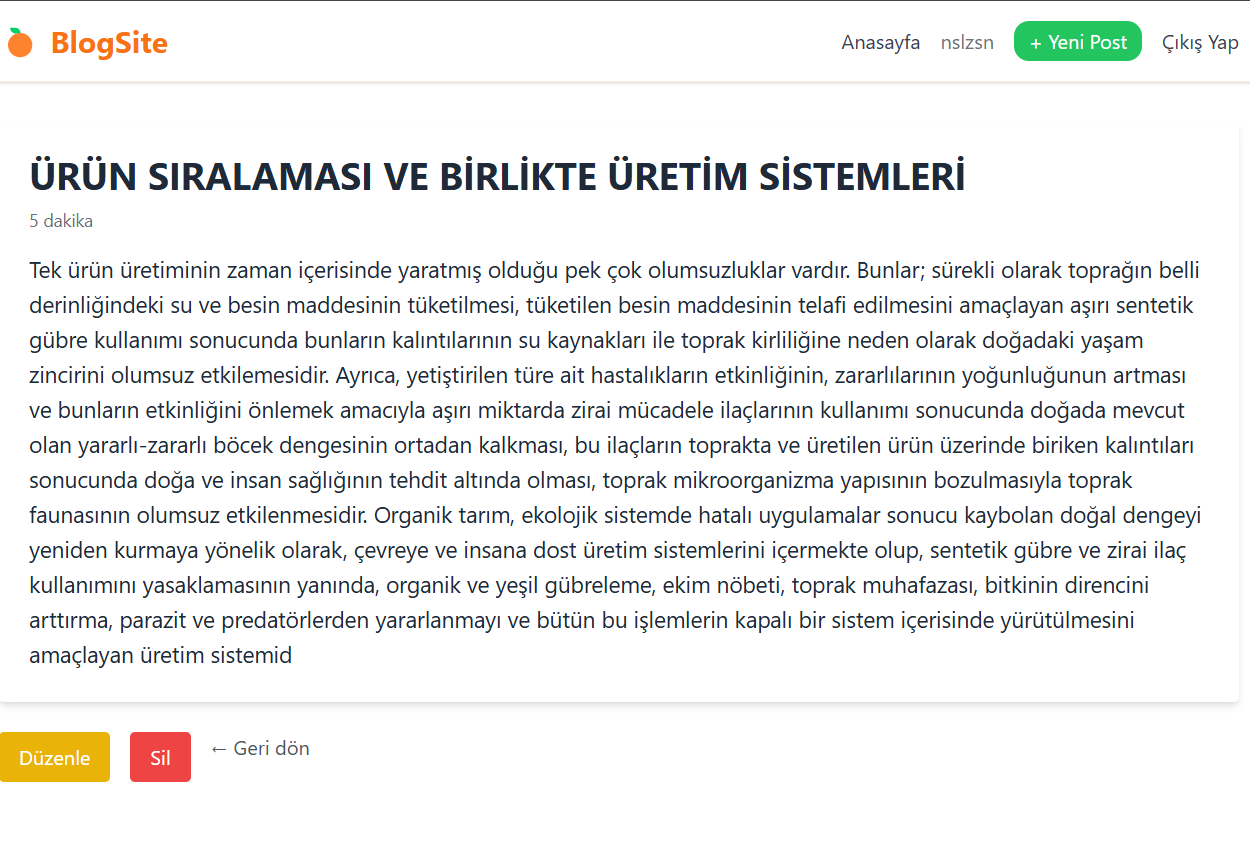 BlogSite
Anasayfa nslzsn + Yeni Post Çıkış Yap
ÜRÜN SIRALAMASI VE BİRLİKTE ÜRETİM SİSTEMLERİ
5 dakika
Tek ürün üretiminin zaman içerisinde yaratmış olduğu pek çok olumsuzluklar vardır. Bunlar; sürekli olarak toprağın belli
derinliğindeki su ve besin maddesinin tüketilmesi, tüketilen besin maddesinin telafi edilmesini amaçlayan aşırı sentetik
gübre kullanımı sonucunda bunların kalıntılarının su kaynakları ile toprak kirliliğine neden olarak doğadaki yaşam
zincirini olumsuz etkilemesidir. Ayrıca, yetiştirilen türe ait hastalıkların etkinliğinin, zararlılarının yoğunluğunun artması
ve bunların etkinliğini önlemek amacıyla aşırı miktarda zirai mücadele ilaçlarının kullanımı sonucunda doğada mevcut
olan yararlı-zararlı böcek dengesinin ortadan kalkması, bu ilaçların toprakta ve üretilen ürün üzerinde biriken kalıntıları
sonucunda doğa ve insan sağlığının tehdit altında olması, toprak mikroorganizma yapısının bozulmasıyla toprak
faunasının olumsuz etkilenmesidir. Organik tarım, ekolojik sistemde hatalı uygulamalar sonucu kaybolan doğal dengeyi
yeniden kurmaya yönelik olarak, çevreye ve insana dost üretim sistemlerini içermekte olup, sentetik gübre ve zirai ilaç
kullanımını yasaklamasının yanında, organik ve yeşil gübreleme, ekim nöbeti, toprak muhafazası, bitkinin direncini
arttırma, parazit ve predatörlerden yararlanmayı ve bütün bu işlemlerin kapalı bir sistem içerisinde yürütülmesini
amaçlayan üretim sistemid
Düzenle Sil ← Geri dön